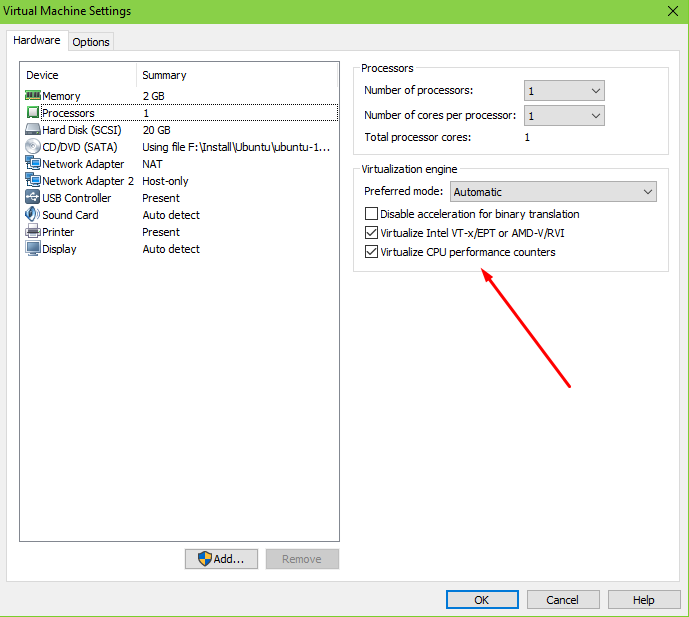 Virtual Machine Settings
Hardware Options
Device Summary
Memory 2 GB
Processors 1
Hard Disk (SCSI) 20 GB
CD/DVD (SATA) Using file F:\Install\Ubuntu\ubuntu-1...
Network Adapter NAT
Network Adapter 2 Host-only
USB Controller Present
Sound Card Auto detect
Printer Present
Display Auto detect
Add... Remove
Processors
Number of processors: 1
Number of cores per processor: 1
Total processor cores: 1
Virtualization engine
Preferred mode: Automatic
Disable acceleration for binary translation
Virtualize Intel VT-x/EPT or AMD-V/RVI
Virtualize CPU performance counters
OK Cancel Help